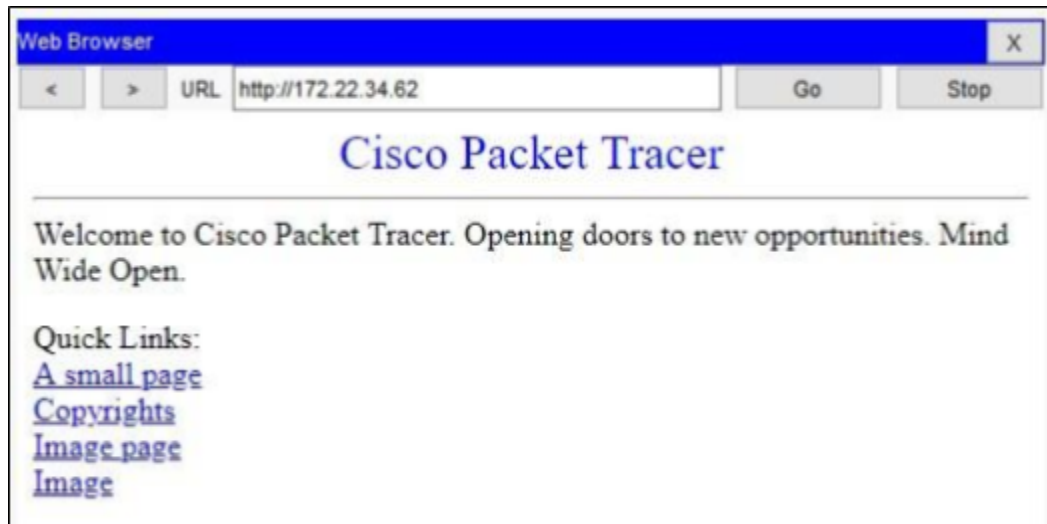 Web Browser X
< > URL http://172.22.34.62 Go Stop
Cisco Packet Tracer
Welcome to Cisco Packet Tracer. Opening doors to new opportunities. Mind
Wide Open.
Quick Links:
A small page
Copyrights
Image page
Image